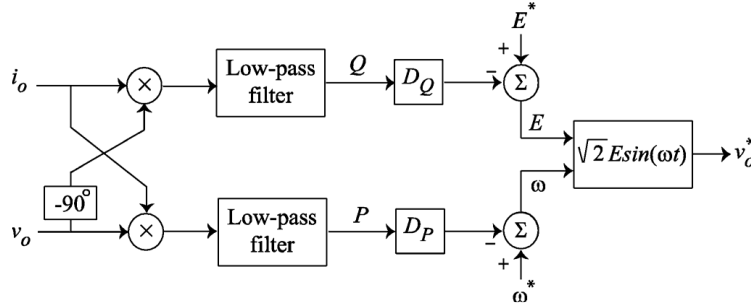 E*
+
−
i_o
×
Low-pass
filter
Q
D_Q
Σ
E
-90°
√2 Esin(ωt)
v_o*
ω
v_o
×
Low-pass
filter
P
D_P
−
Σ
+
ω*